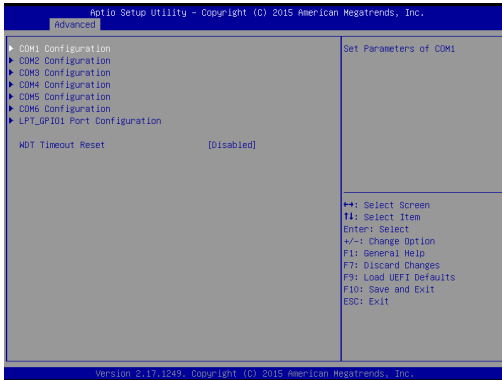 Aptio Setup Utility – Copyright (C) 2015 American Megatrends, Inc.
Advanced
COM1 Configuration
COM2 Configuration
COM3 Configuration
COM4 Configuration
COM5 Configuration
COM6 Configuration
LPT_GPIO1 Port Configuration
WDT Timeout Reset [Disabled]
Set Parameters of COM1
↔: Select Screen
↑↓: Select Item
Enter: Select
+/-: Change Option
F1: General Help
F7: Discard Changes
F9: Load UEFI Defaults
F10: Save and Exit
ESC: Exit
Version 2.17.1249. Copyright (C) 2015 American Megatrends, Inc.